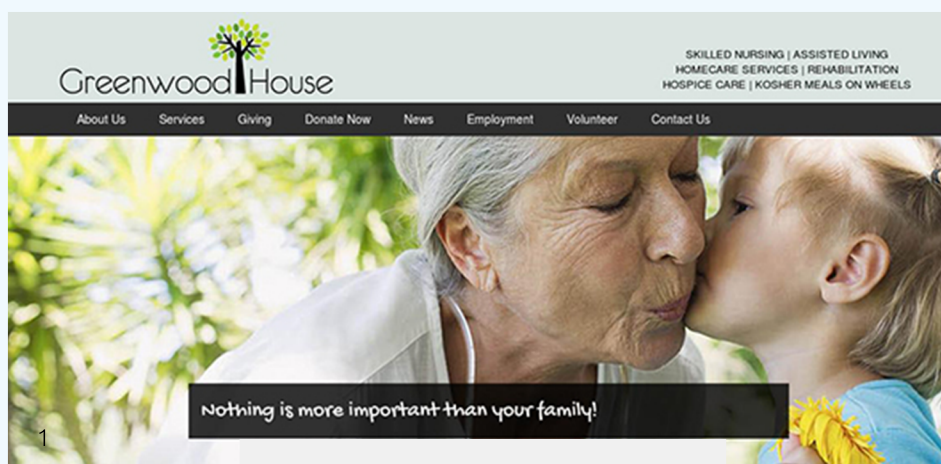 Greenwood House
SKILLED NURSING | ASSISTED LIVING
HOMECARE SERVICES | REHABILITATION
HOSPICE CARE | KOSHER MEALS ON WHEELS
About Us Services Giving Donate Now News Employment Volunteer Contact Us
Nothing is more important than your family!
1